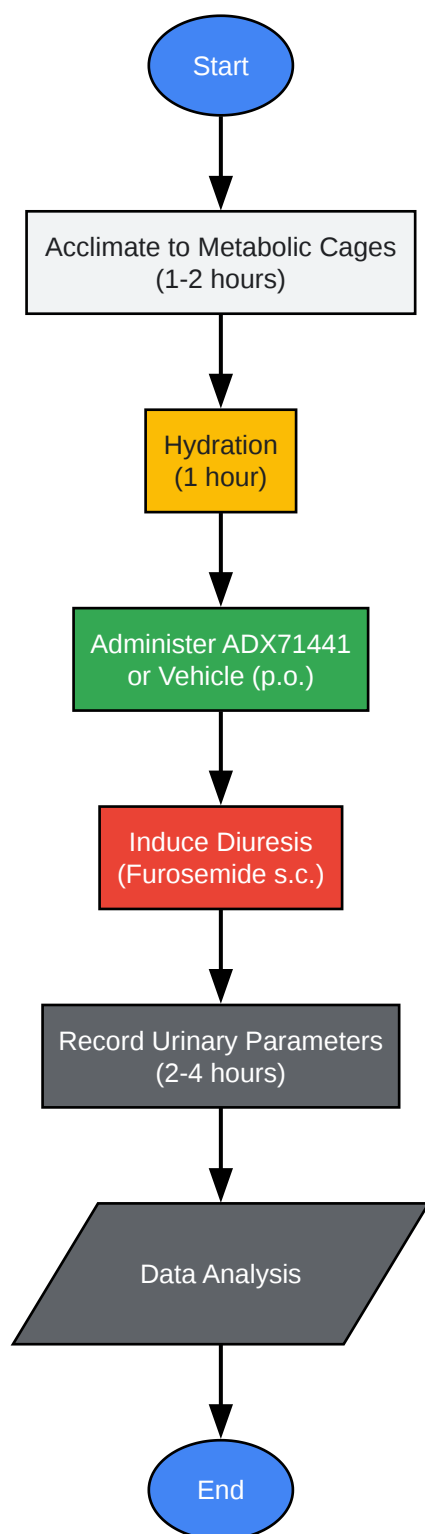 Start
Acclimate to Metabolic Cages
(1-2 hours)
Hydration
(1 hour)
Administer ADX71441
or Vehicle (p.o.)
Induce Diuresis
(Furosemide s.c.)
Record Urinary Parameters
(2-4 hours)
Data Analysis
End